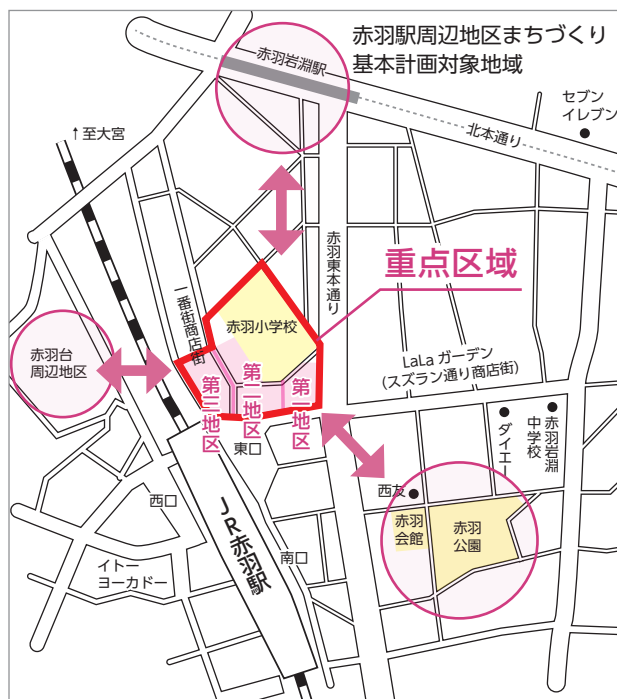 赤羽駅周辺地区まちづくり
基本計画対象地域
赤羽岩淵駅
セブン
イレブン
北本通り
↑至大宮
赤羽東本通り
重点区域
一番街商店街
赤羽小学校
赤羽台
周辺地区
LaLa ガーデン
(スズラン通り商店街)
第三地区
第二地区
第一地区
東口
ダイエー
赤羽岩淵
中学校
西友
西口
JR赤羽駅
赤羽
会館
赤羽
公園
南口
イトー
ヨーカドー